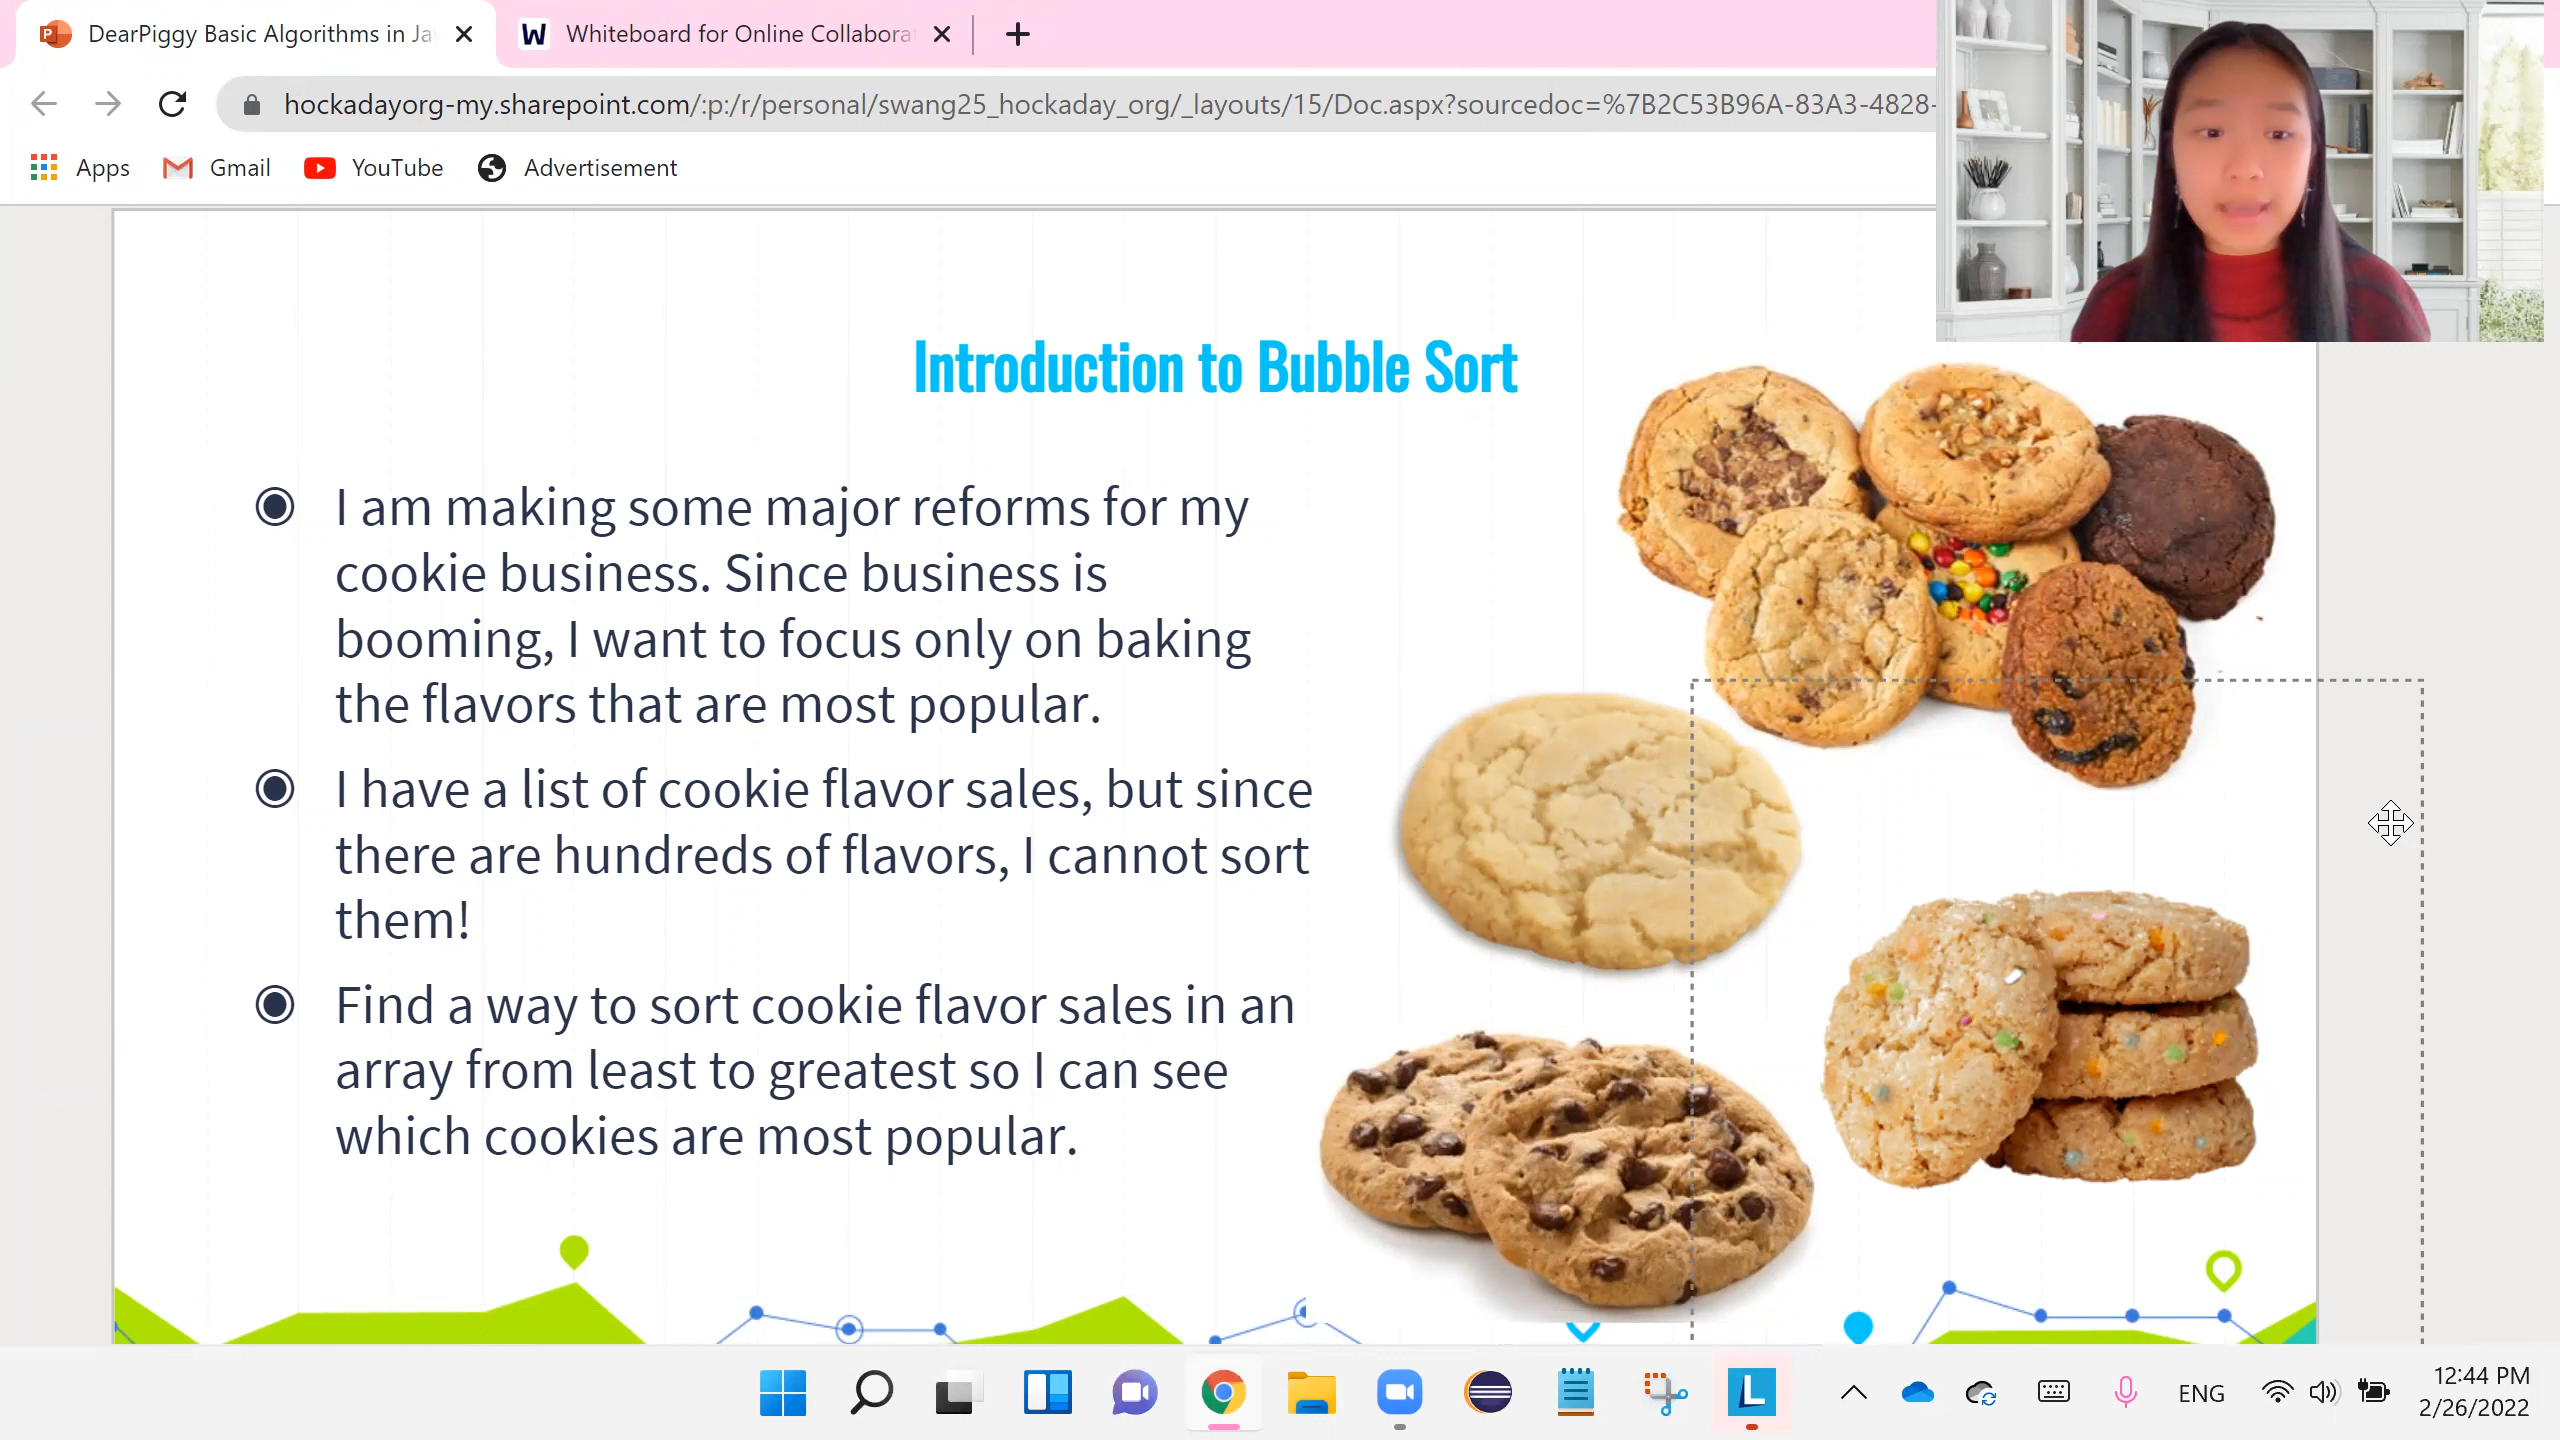 DearPiggy Basic Algorithms in Ja
Whiteboard for Online Collabora
hockadayorg-my.sharepoint.com/:p:/r/personal/swang25_hockaday_org/_layouts/15/Doc.aspx?sourcedoc=%7B2C53B96A-83A3-4828-
Apps Gmail YouTube Advertisement
Introduction to Bubble Sort
I am making some major reforms for my
cookie business. Since business is
booming, I want to focus only on baking
the flavors that are most popular.
I have a list of cookie flavor sales, but since
there are hundreds of flavors, I cannot sort
them!
Find a way to sort cookie flavor sales in an
array from least to greatest so I can see
which cookies are most popular.
ENG
12:44 PM
2/26/2022